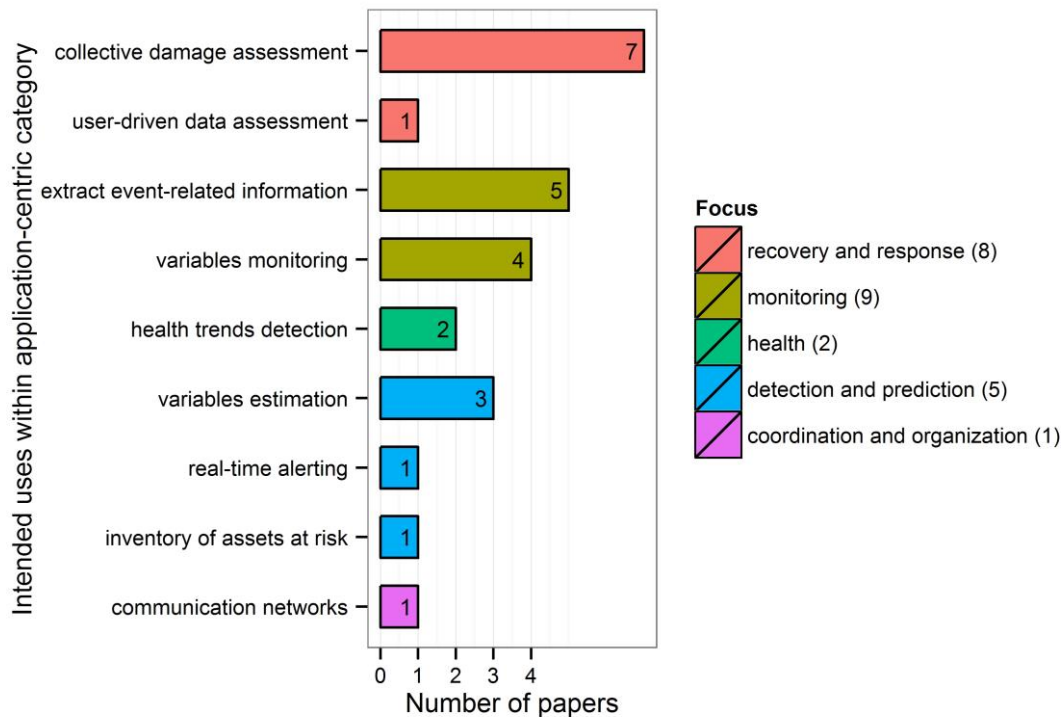 Intended uses within application-centric category
collective damage assessment
7
user-driven data assessment
1
extract event-related information
5
variables monitoring
4
health trends detection
2
variables estimation
3
real-time alerting
1
inventory of assets at risk
1
communication networks
1
0 1 2 3 4
Number of papers
Focus
recovery and response (8)
monitoring (9)
health (2)
detection and prediction (5)
coordination and organization (1)